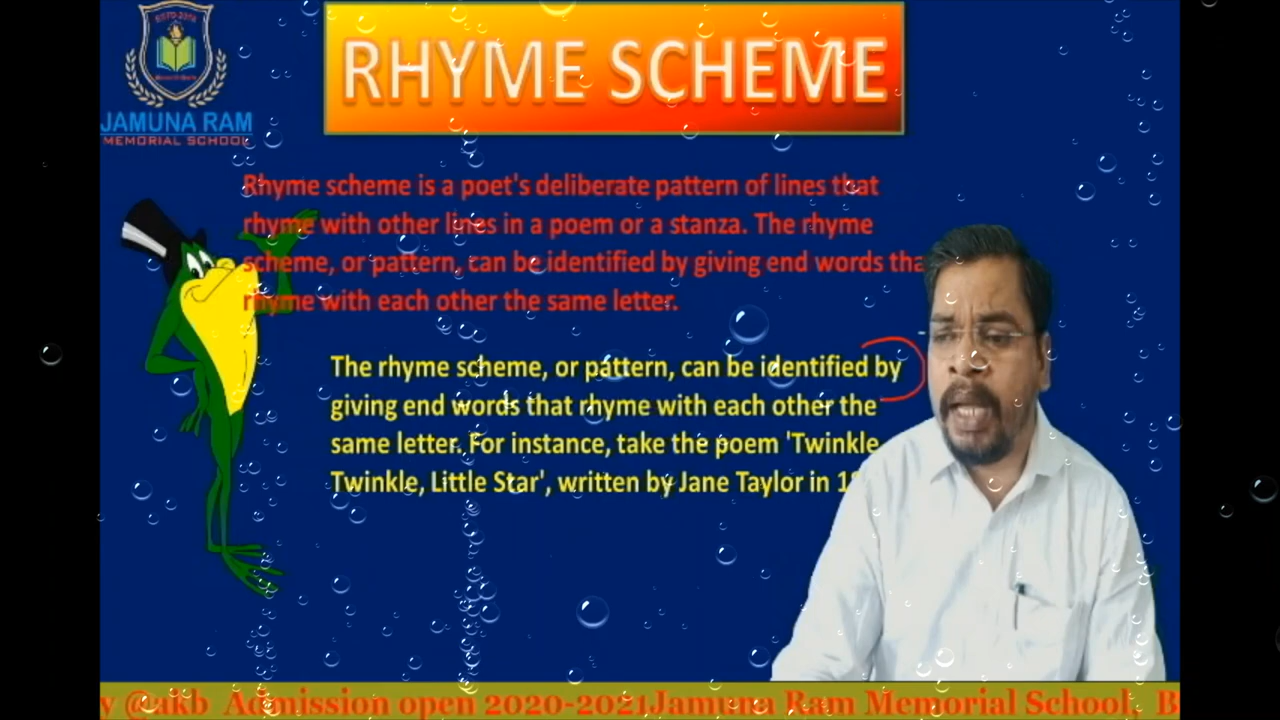 ESTD-2016
JAMUNA RAM
MEMORIAL SCHOOL
RHYME SCHEME
Rhyme scheme is a poet's deliberate pattern of lines that
rhyme with other lines in a poem or a stanza. The rhyme
scheme, or pattern, can be identified by giving end words tha
rhyme with each other the same letter.
The rhyme scheme, or pattern, can be identified by
giving end words that rhyme with each other the
same letter. For instance, take the poem 'Twinkle
Twinkle, Little Star', written by Jane Taylor in 1
y @akb Admission open 2020-2021Jamuna Ram Memorial School, B